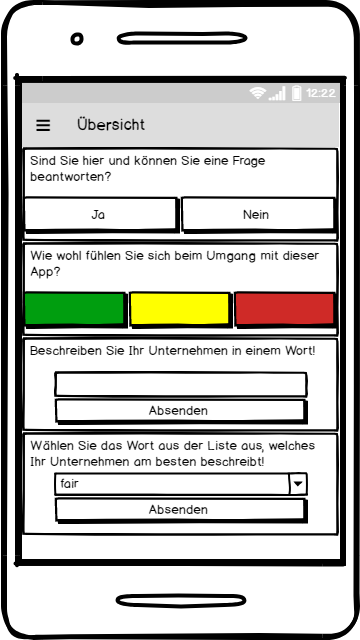 12:22
Übersicht
Sind Sie hier und können Sie eine Frage
beantworten?
Ja
Nein
Wie wohl fühlen Sie sich beim Umgang mit dieser
App?
Beschreiben Sie Ihr Unternehmen in einem Wort!
Absenden
Wählen Sie das Wort aus der Liste aus, welches
Ihr Unternehmen am besten beschreibt!
fair
Absenden